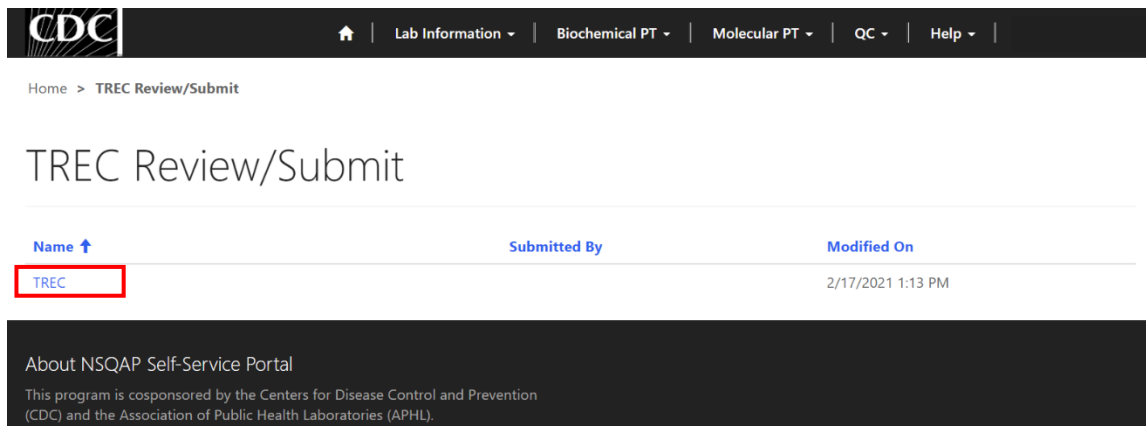 CDC
Lab Information Biochemical PT Molecular PT QC Help
Home > TREC Review/Submit
TREC Review/Submit
Name Submitted By Modified On
TREC 2/17/2021 1:13 PM
About NSQAP Self-Service Portal
This program is cosponsored by the Centers for Disease Control and Prevention
(CDC) and the Association of Public Health Laboratories (APHL).